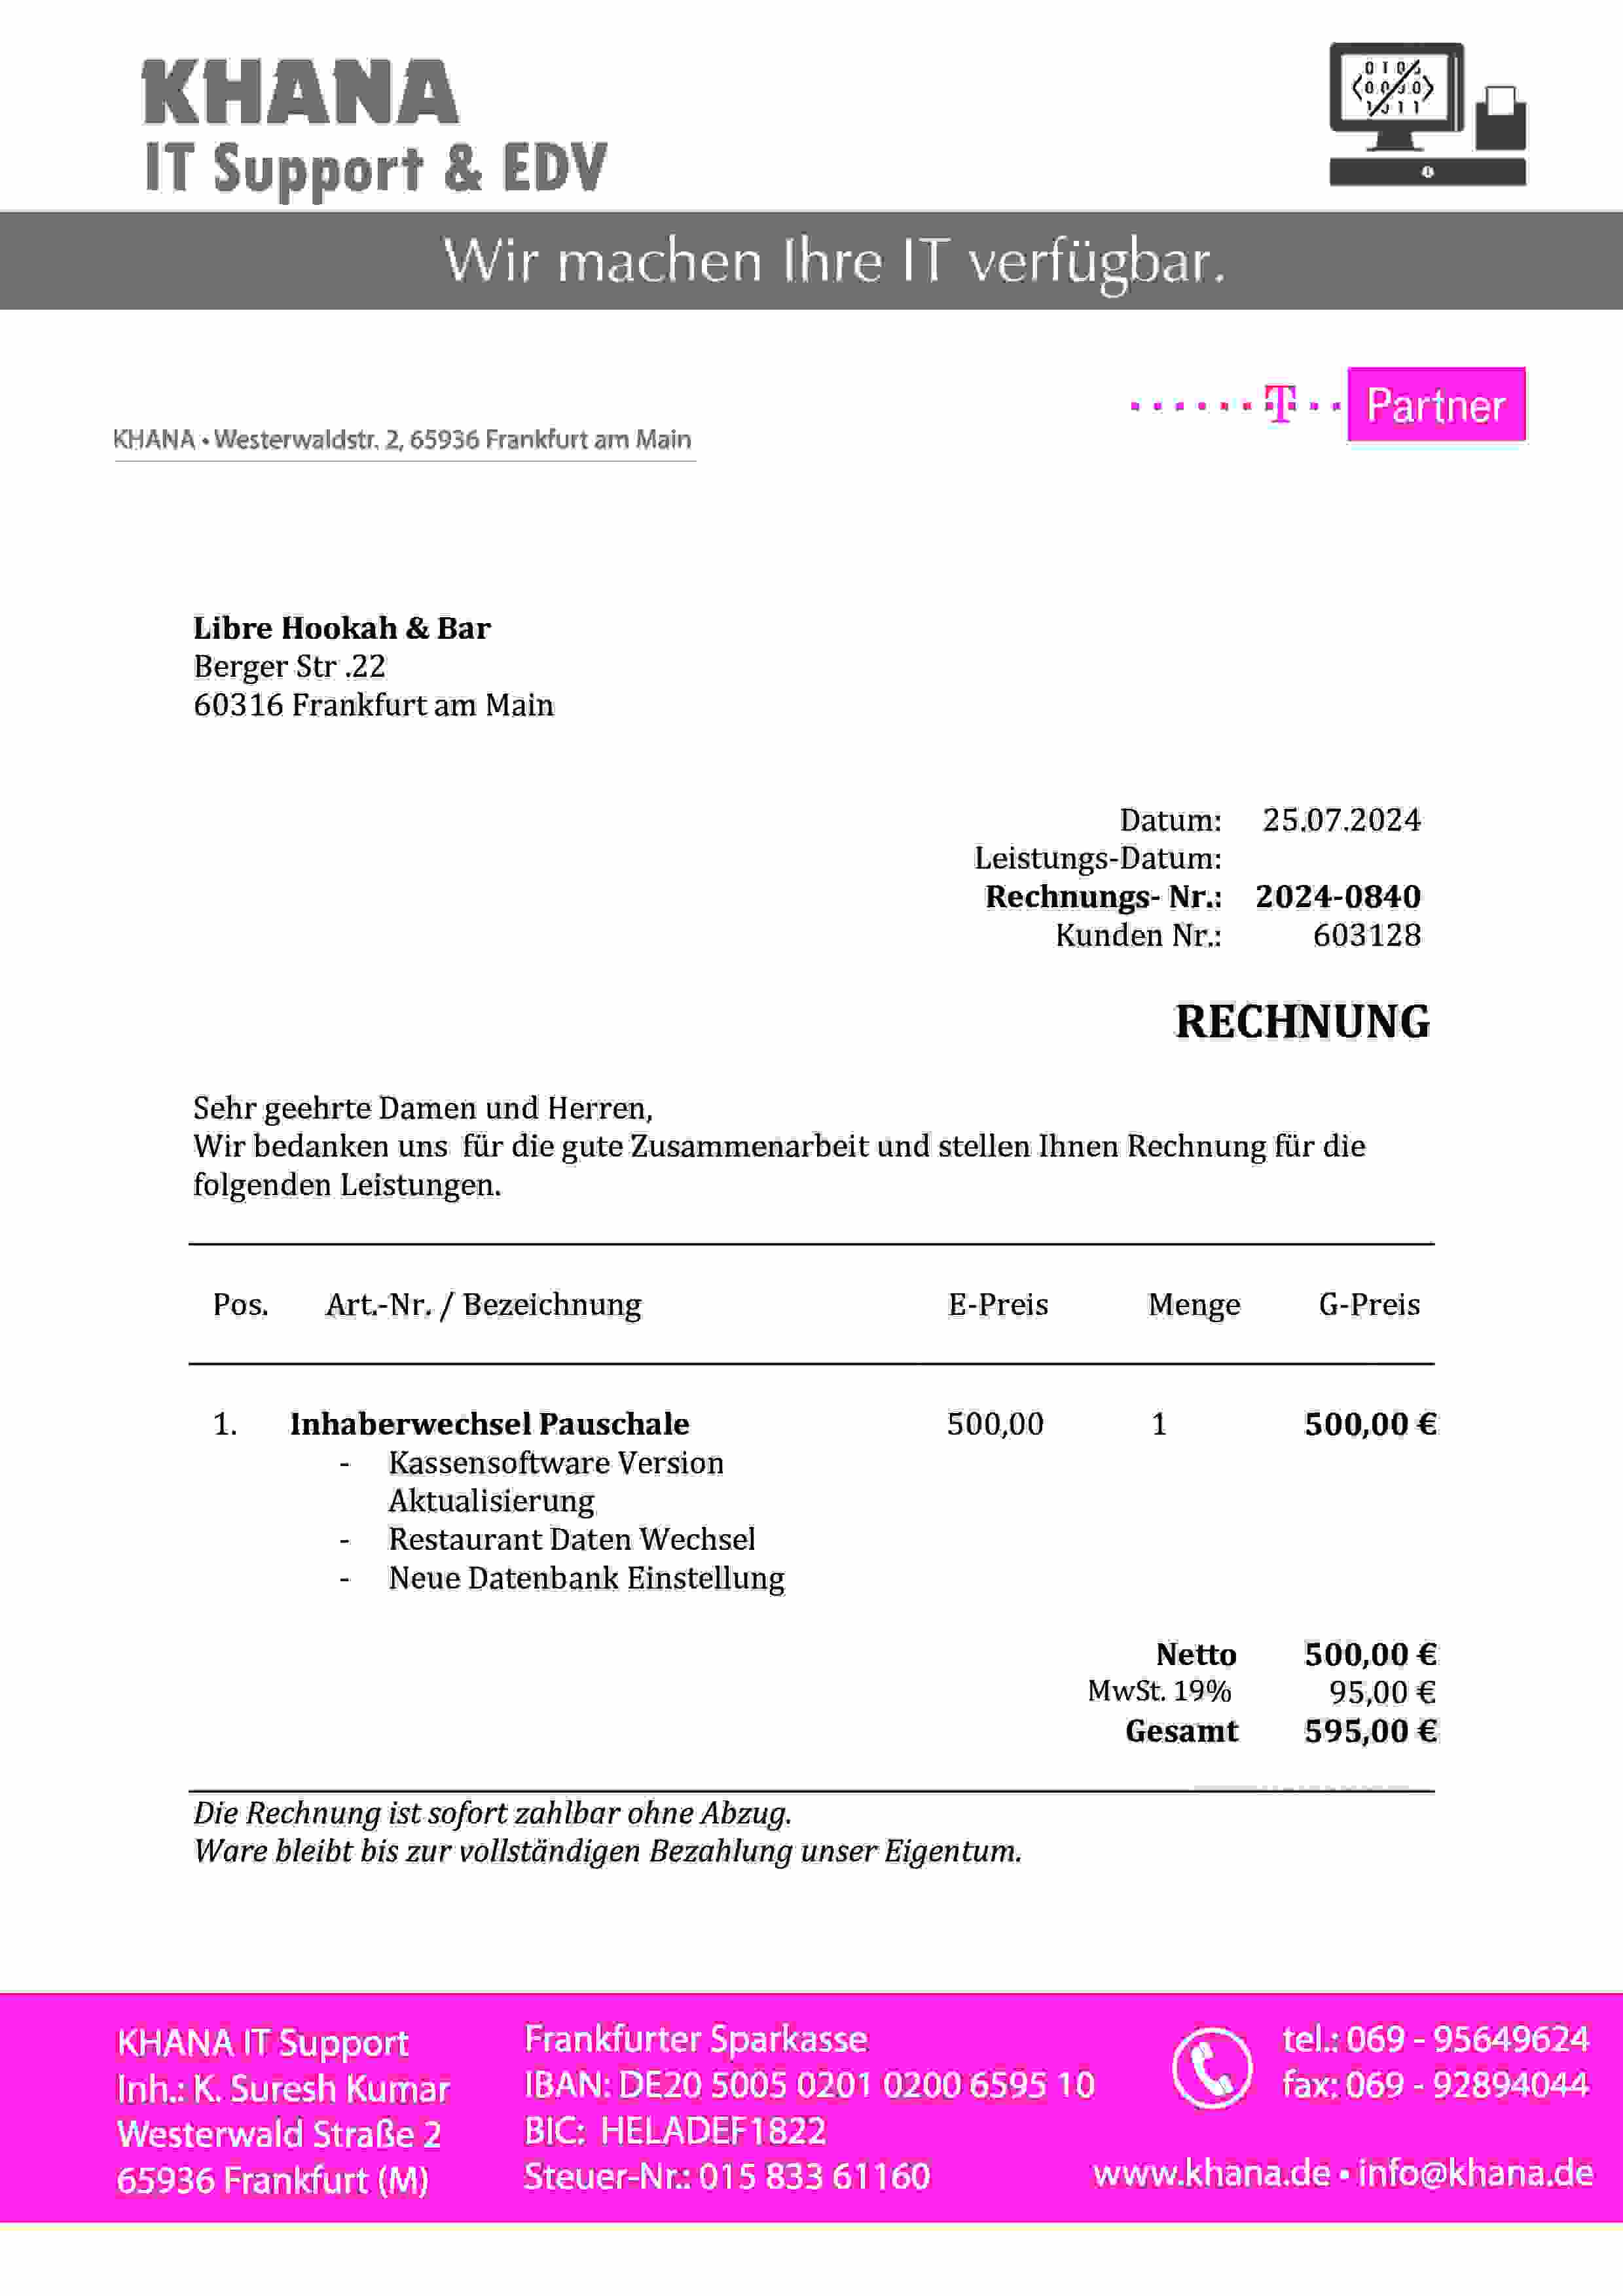 KHANA
IT Support & EDV
Wir machen Ihre IT verfügbar.
T Partner
KHANA • Westerwaldstr. 2, 65936 Frankfurt am Main
Libre Hookah & Bar
Berger Str .22
60316 Frankfurt am Main
Datum: 25.07.2024
Leistungs-Datum:
Rechnungs- Nr.: 2024-0840
Kunden Nr.: 603128
RECHNUNG
Sehr geehrte Damen und Herren,
Wir bedanken uns für die gute Zusammenarbeit und stellen Ihnen Rechnung für die
folgenden Leistungen.
Pos. Art.-Nr. / Bezeichnung E-Preis Menge G-Preis
1. Inhaberwechsel Pauschale 500,00 1 500,00 €
- Kassensoftware Version
Aktualisierung
- Restaurant Daten Wechsel
- Neue Datenbank Einstellung
Netto 500,00 €
MwSt. 19% 95,00 €
Gesamt 595,00 €
Die Rechnung ist sofort zahlbar ohne Abzug.
Ware bleibt bis zur vollständigen Bezahlung unser Eigentum.
KHANA IT Support
Inh.: K. Suresh Kumar
Westerwald Straße 2
65936 Frankfurt (M)
Frankfurter Sparkasse
IBAN: DE20 5005 0201 0200 6595 10
BIC: HELADEF1822
Steuer-Nr.: 015 833 61160
tel.: 069 - 95649624
fax: 069 - 92894044
www.khana.de • info@khana.de